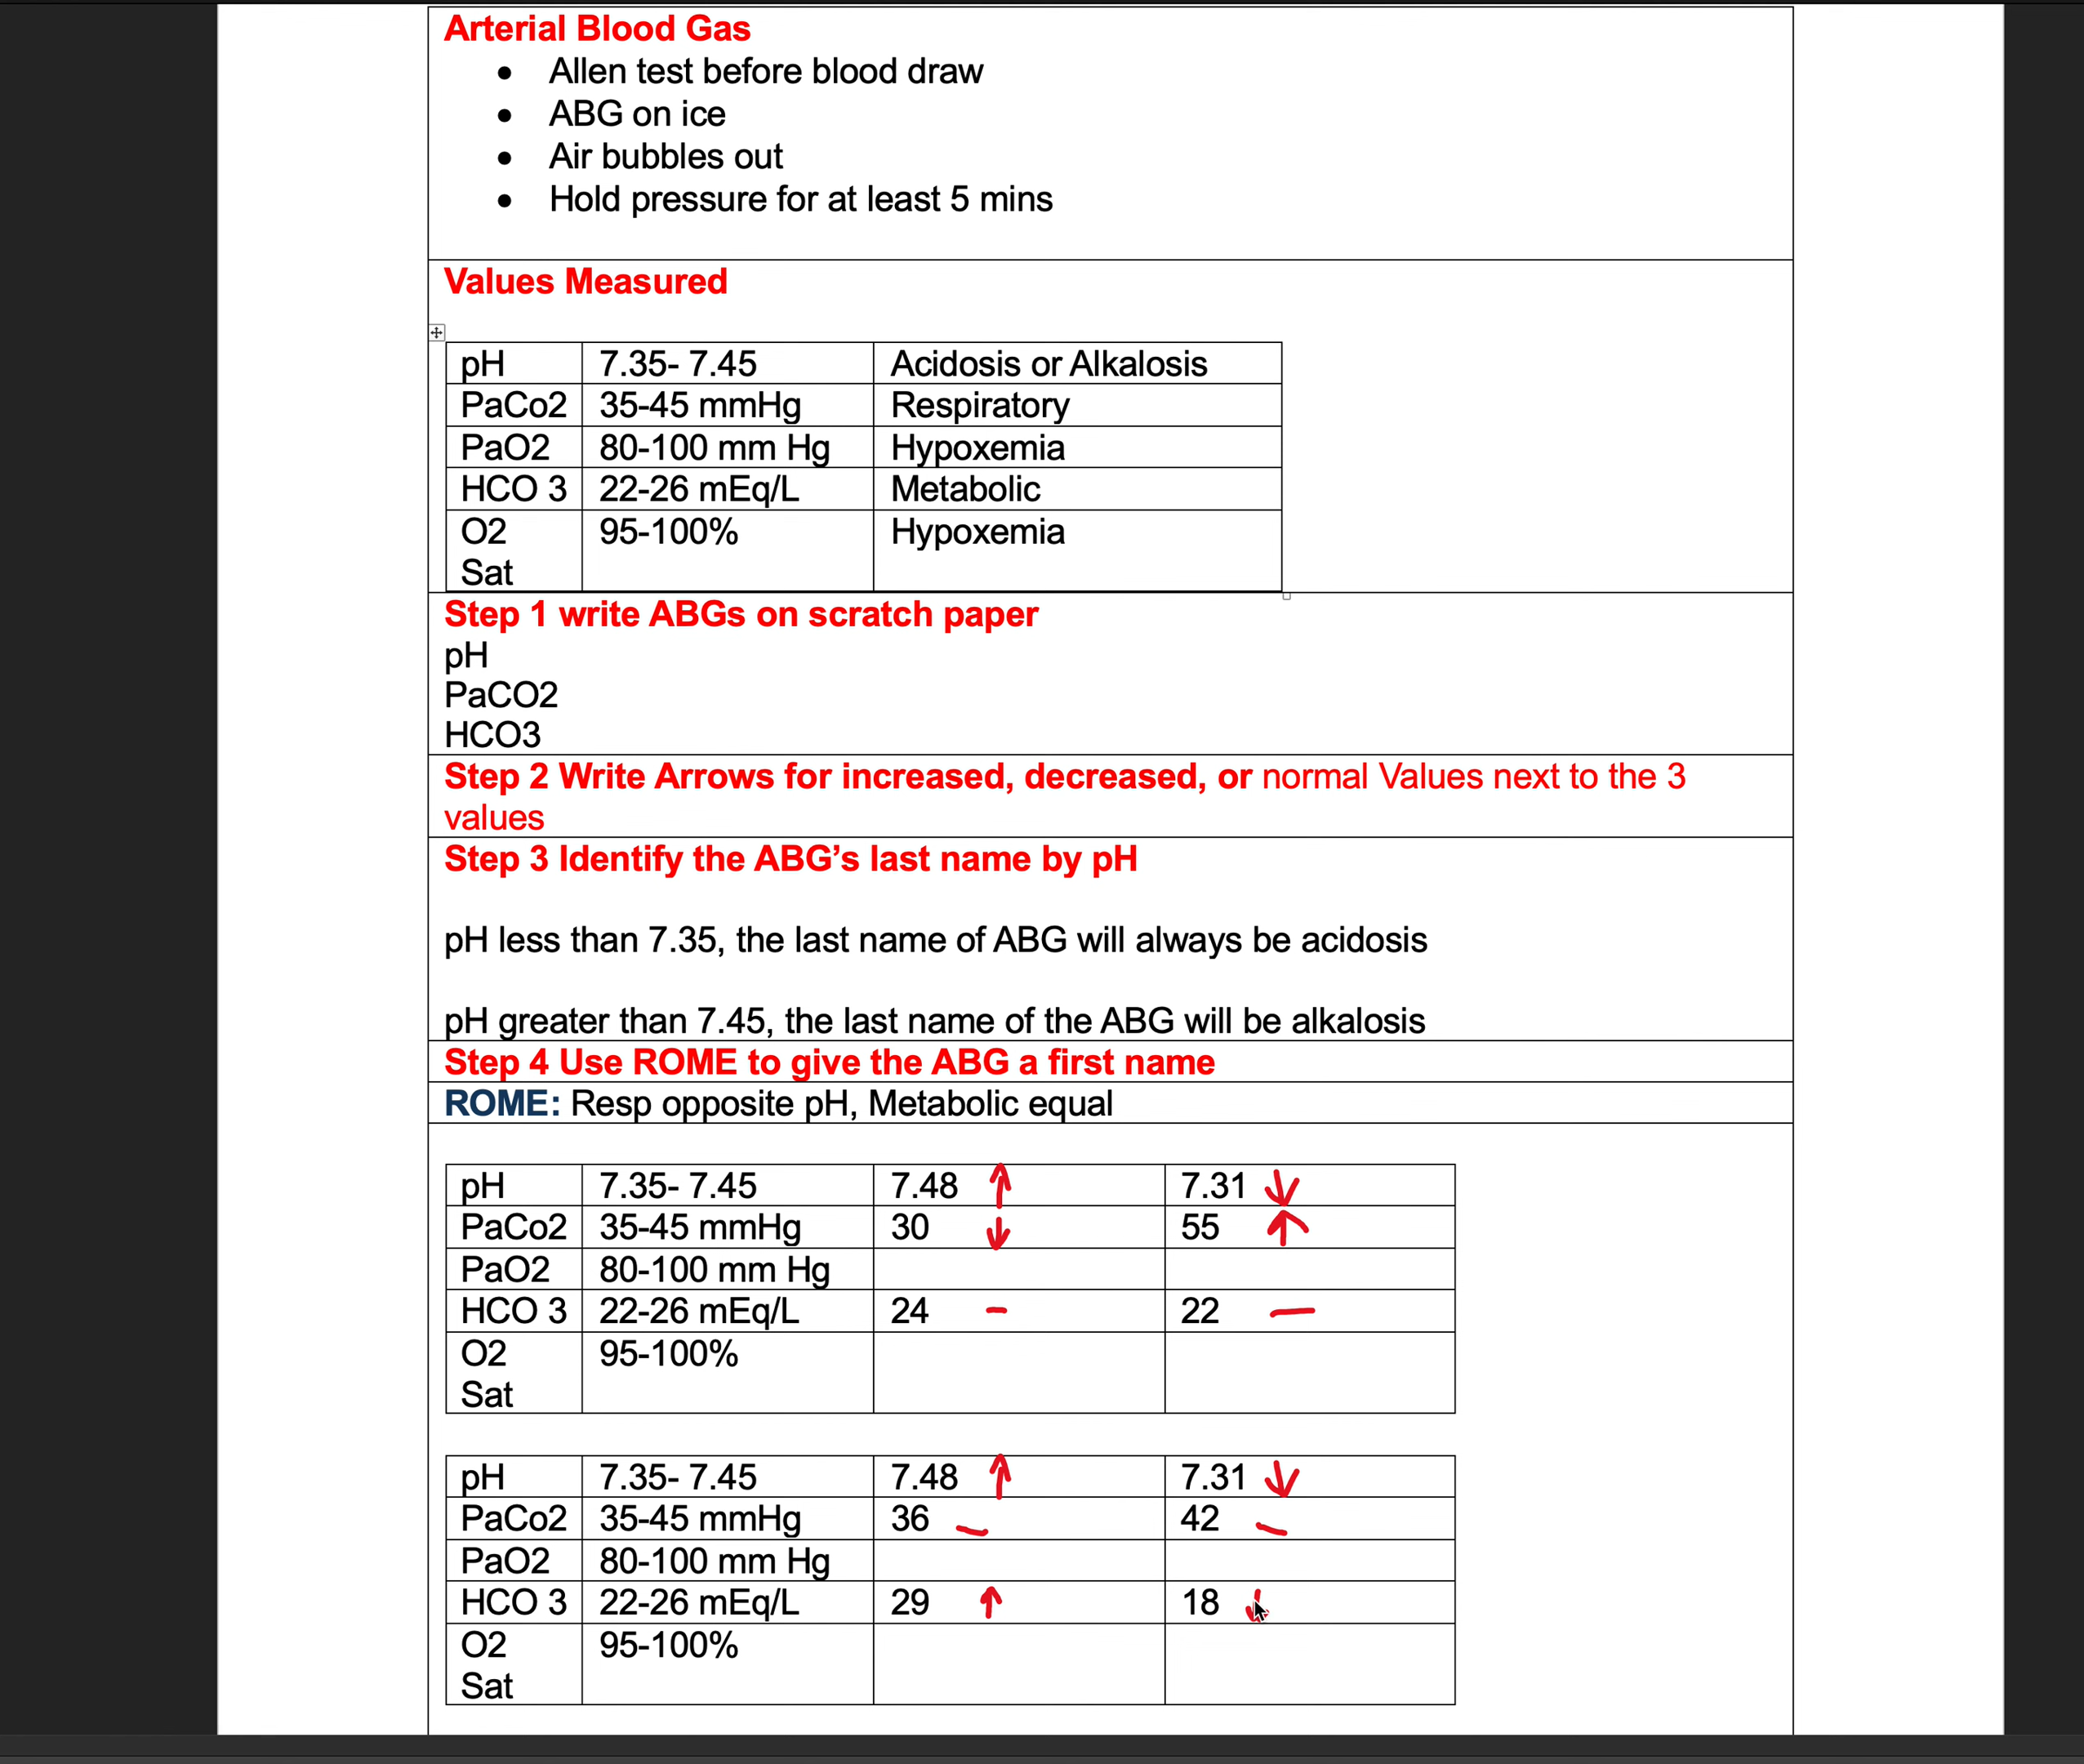 Arterial Blood Gas
• Allen test before blood draw
• ABG on ice
• Air bubbles out
• Hold pressure for at least 5 mins
Values Measured
pH 7.35- 7.45 Acidosis or Alkalosis
PaCo2 35-45 mmHg Respiratory
PaO2 80-100 mm Hg Hypoxemia
HCO 3 22-26 mEq/L Metabolic
O2 95-100% Hypoxemia
Sat
Step 1 write ABGs on scratch paper
pH
PaCO2
HCO3
Step 2 Write Arrows for increased, decreased, or normal Values next to the 3
values
Step 3 Identify the ABG’s last name by pH
pH less than 7.35, the last name of ABG will always be acidosis
pH greater than 7.45, the last name of the ABG will be alkalosis
Step 4 Use ROME to give the ABG a first name
ROME: Resp opposite pH, Metabolic equal
pH 7.35- 7.45 7.48 ↑ 7.31 ↓
PaCo2 35-45 mmHg 30 ↓ 55 ↑
PaO2 80-100 mm Hg
HCO 3 22-26 mEq/L 24 – 22 –
O2 95-100%
Sat
pH 7.35- 7.45 7.48 ↑ 7.31 ↓
PaCo2 35-45 mmHg 36 – 42 –
PaO2 80-100 mm Hg
HCO 3 22-26 mEq/L 29 ↑ 18 ↓
O2 95-100%
Sat